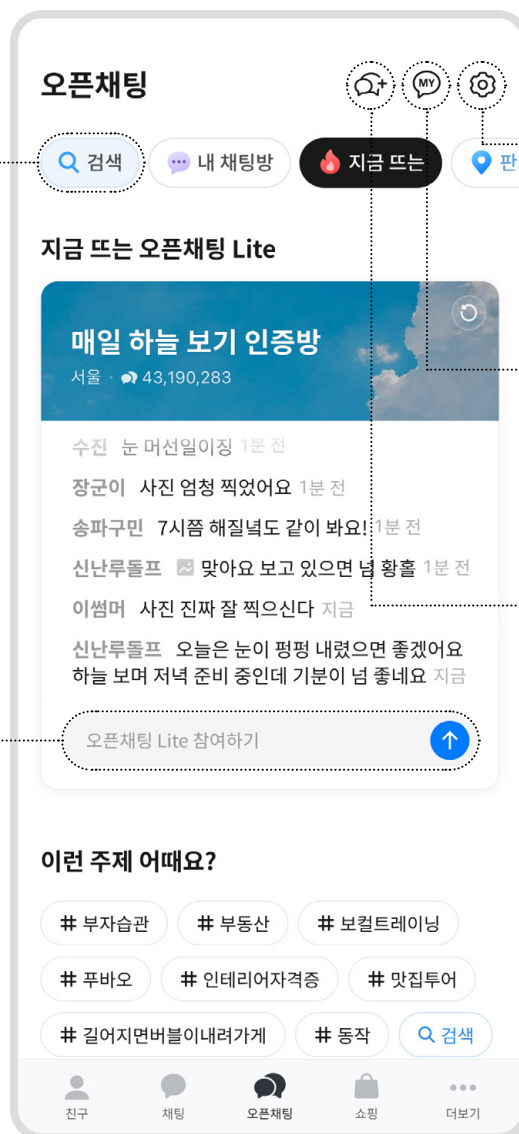 오픈채팅
MY
검색
내 채팅방
지금 뜨는
판
지금 뜨는 오픈채팅 Lite
매일 하늘 보기 인증방
서울 · 43,190,283
수진 눈 머선일이징 1분 전
장군이 사진 엄청 찍었어요 1분 전
송파구민 7시쯤 해질녘도 같이 봐요! 1분 전
신난루돌프 맞아요 보고 있으면 넘 황홀 1분 전
이썸머 사진 진짜 잘 찍으신다 지금
신난루돌프 오늘은 눈이 펑펑 내렸으면 좋겠어요
하늘 보며 저녁 준비 중인데 기분이 넘 좋네요 지금
오픈채팅 Lite 참여하기
이런 주제 어때요?
# 부자습관 # 부동산 # 보컬트레이닝
# 푸바오 # 인테리어자격증 # 맛집투어
# 길어지면버블이내려가게 # 동작 검색
친구 채팅 오픈채팅 쇼핑 더보기